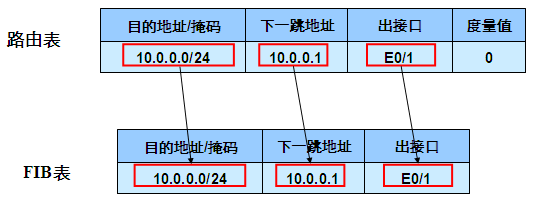 路由表
目的地址/掩码 下一跳地址 出接口 度量值
10.0.0.0/24 10.0.0.1 E0/1 0
FIB表
目的地址/掩码 下一跳地址 出接口
10.0.0.0/24 10.0.0.1 E0/1